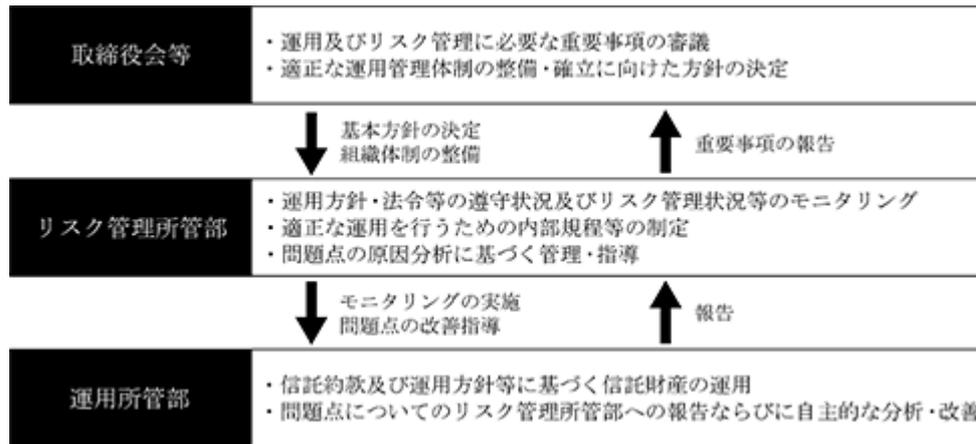 取締役会等
・運用及びリスク管理に必要な重要事項の審議
・適正な運用管理体制の整備・確立に向けた方針の決定
基本方針の決定
組織体制の整備
重要事項の報告
リスク管理所管部
・運用方針・法令等の遵守状況及びリスク管理状況等のモニタリング
・適正な運用を行うための内部規程等の制定
・問題点の原因分析に基づく管理・指導
モニタリングの実施
問題点の改善指導
報告
運用所管部
・信託約款及び運用方針等に基づく信託財産の運用
・問題点についてのリスク管理所管部への報告ならびに自主的な分析・改善